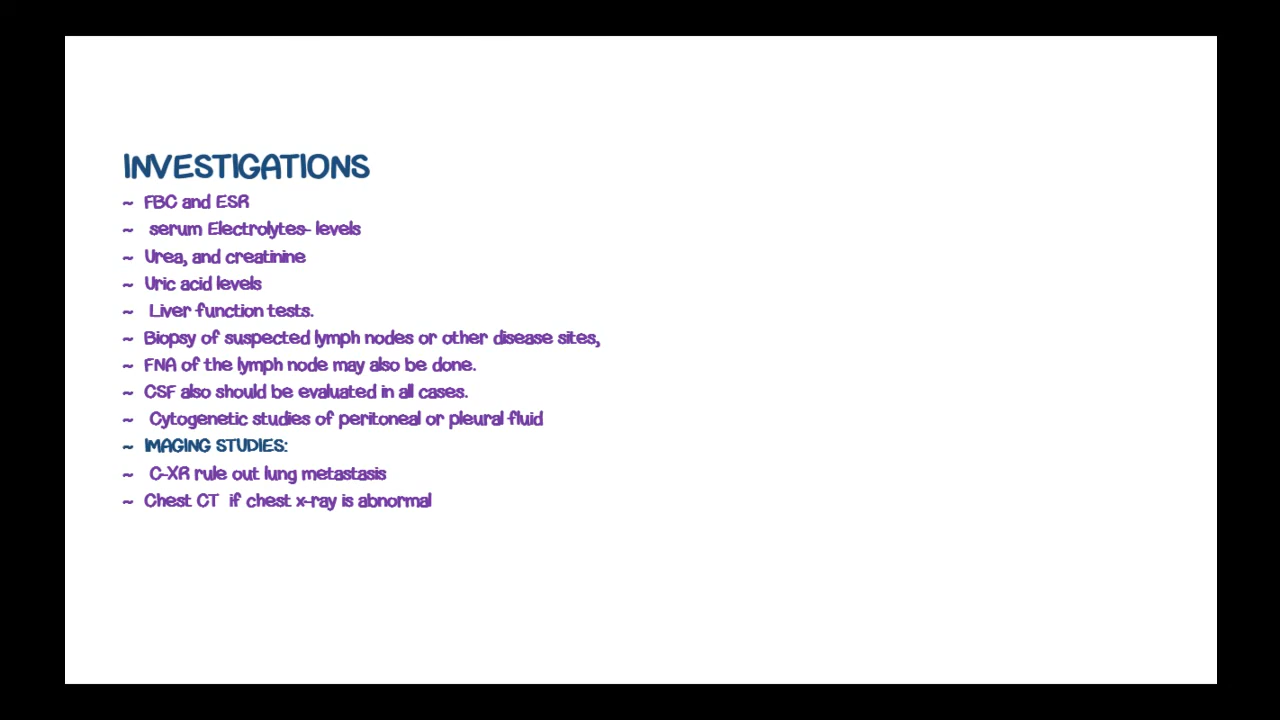 INVESTIGATIONS
~ FBC and ESR
~ serum Electrolytes- levels
~ Urea, and creatinine
~ Uric acid levels
~ Liver function tests.
~ Biopsy of suspected lymph nodes or other disease sites,
~ FNA of the lymph node may also be done.
~ CSF also should be evaluated in all cases.
~ Cytogenetic studies of peritoneal or pleural fluid
~ IMAGING STUDIES:
~ C-XR rule out lung metastasis
~ Chest CT if chest x-ray is abnormal